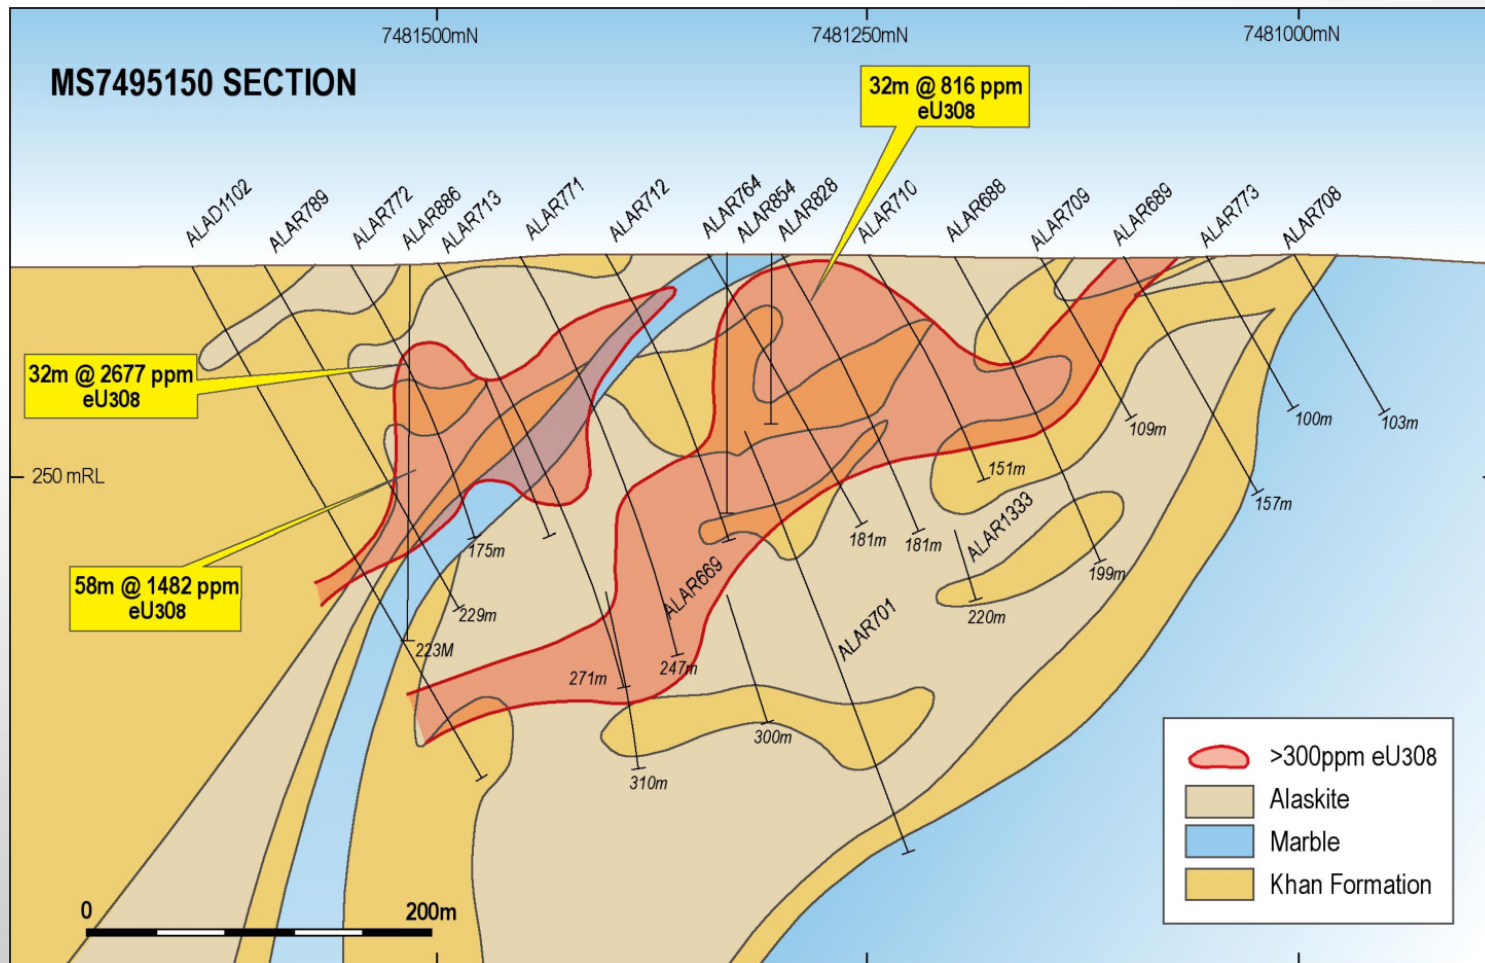 7481500mN
7481250mN
7481000mN
MS7495150 SECTION
32m @ 816 ppm
eU308
ALAD1102
ALAR789
ALAR772
ALAR886
ALAR713
ALAR771
ALAR712
ALAR764
ALAR854
ALAR828
ALAR710
ALAR688
ALAR709
ALAR689
ALAR773
ALAR708
32m @ 2677 ppm
eU308
109m
100m
103m
250 mRL
151m
157m
ALAR1333
175m
181m
181m
58m @ 1482 ppm
eU308
ALAR669
199m
229m
220m
ALAR701
223M
271m
247m
300m
310m
>300ppm eU308
Alaskite
Marble
Khan Formation
0
200m